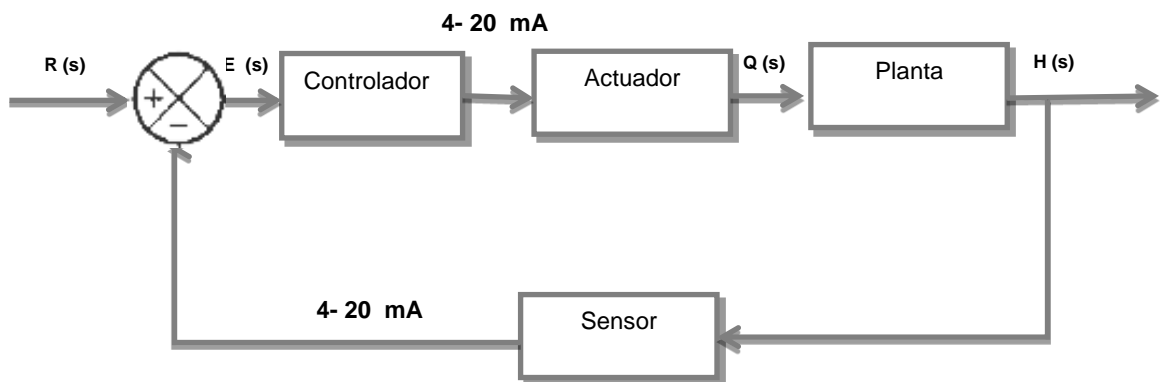 4- 20 mA
R (s)
+
−
E (s)
Controlador
Actuador
Q (s)
Planta
H (s)
4- 20 mA
Sensor